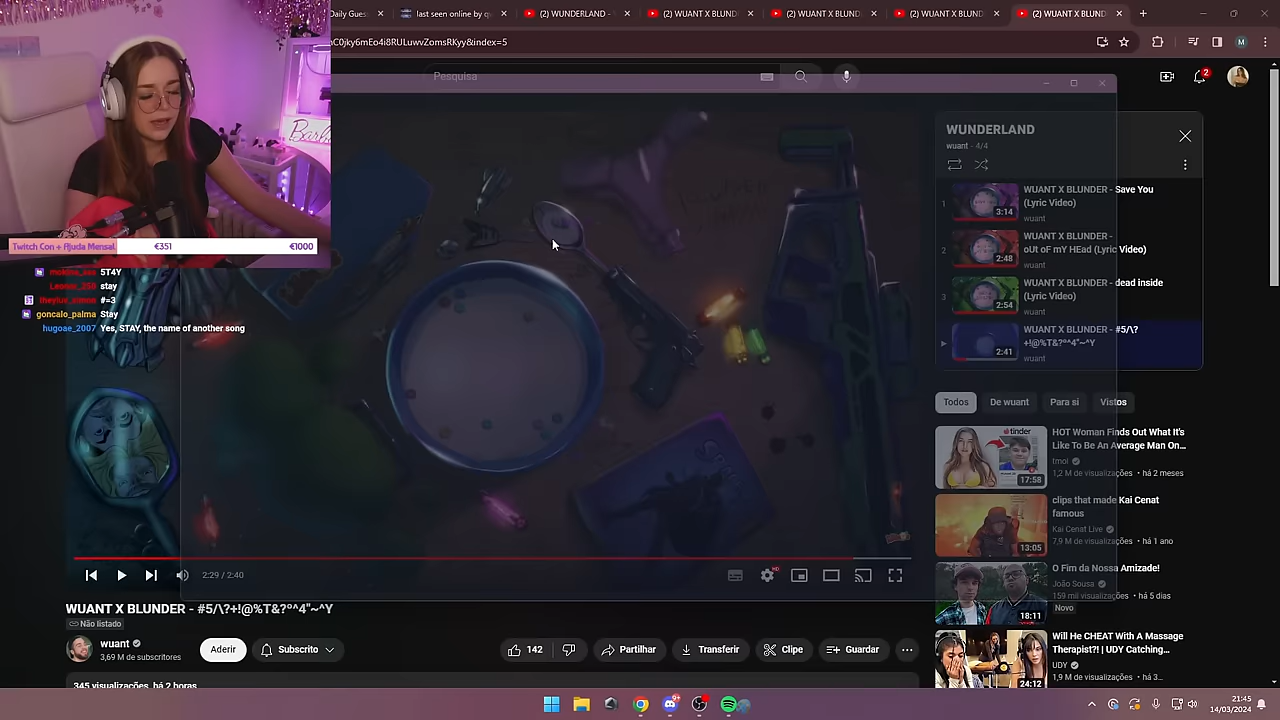 Daily Gues
last seen online by q
(2) WUNDERLAND -
(2) WUANT X BLUND
(2) WUANT X BLUND
(2) WUANT X BLUND
(2) WUANT X BLUND
C0jky6mEo4i8RULuwvZomsRKyy&index=5
M
Pesquisa
2
Barb
Twitch Con + Ajuda Mensal €351 €1000
5T4Y
stay
#=3
goncalo_palma Stay
hugoae_2007 Yes, STAY, the name of another song
WUNDERLAND
wuant - 4/4
1 WUANT X BLUNDER - Save You (Lyric Video)
wuant
3:14
2 WUANT X BLUNDER - oUt oF mY HEad (Lyric Video)
wuant
2:48
3 WUANT X BLUNDER - dead inside (Lyric Video)
wuant
2:54
WUANT X BLUNDER - #5/\?
+!@%T&?º^4"~^Y
wuant
2:41
Todos De wuant Para si Vistos
HOT Woman Finds Out What It's
Like To Be An Average Man On...
tmoi
1,2 M de visualizações • há 2 meses
tinder
17:58
clips that made Kai Cenat
famous
Kai Cenat Live
7,9 M de visualizações • há 1 ano
13:05
O Fim da Nossa Amizade!
João Sousa
159 mil visualizações • há 5 dias
Novo
18:11
Will He CHEAT With A Massage
Therapist?! | UDY Catching...
UDY
1,9 M de visualizações • há 3...
24:12
2:29 / 2:40
HD
WUANT X BLUNDER - #5/\?+!@%T&?º^4"~^Y
Não listado
wuant
3,69 M de subscritores
Aderir
Subscrito
142
Partilhar
Transferir
Clipe
Guardar
345 visualizações, há 2 horas
9+
21:45
14/03/2024